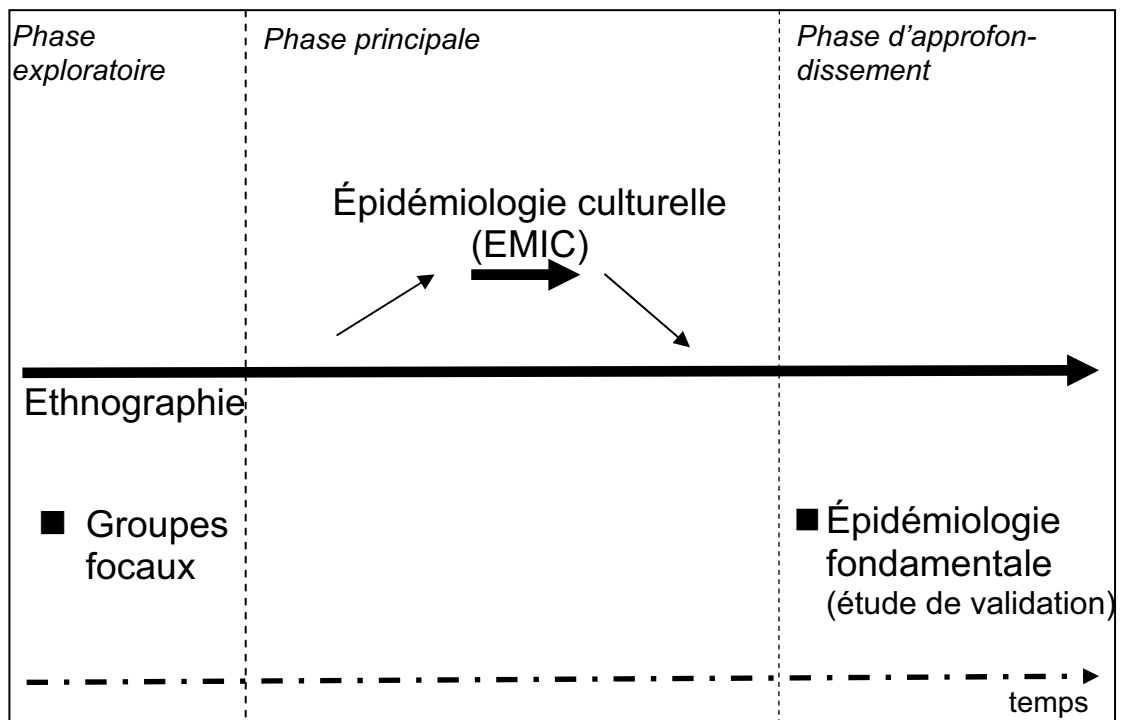 Phase
exploratoire
Phase principale
Phase d’approfon-
dissement
Épidémiologie culturelle
(EMIC)
Ethnographie
Groupes
focaux
Épidémiologie
fondamentale
(étude de validation)
temps